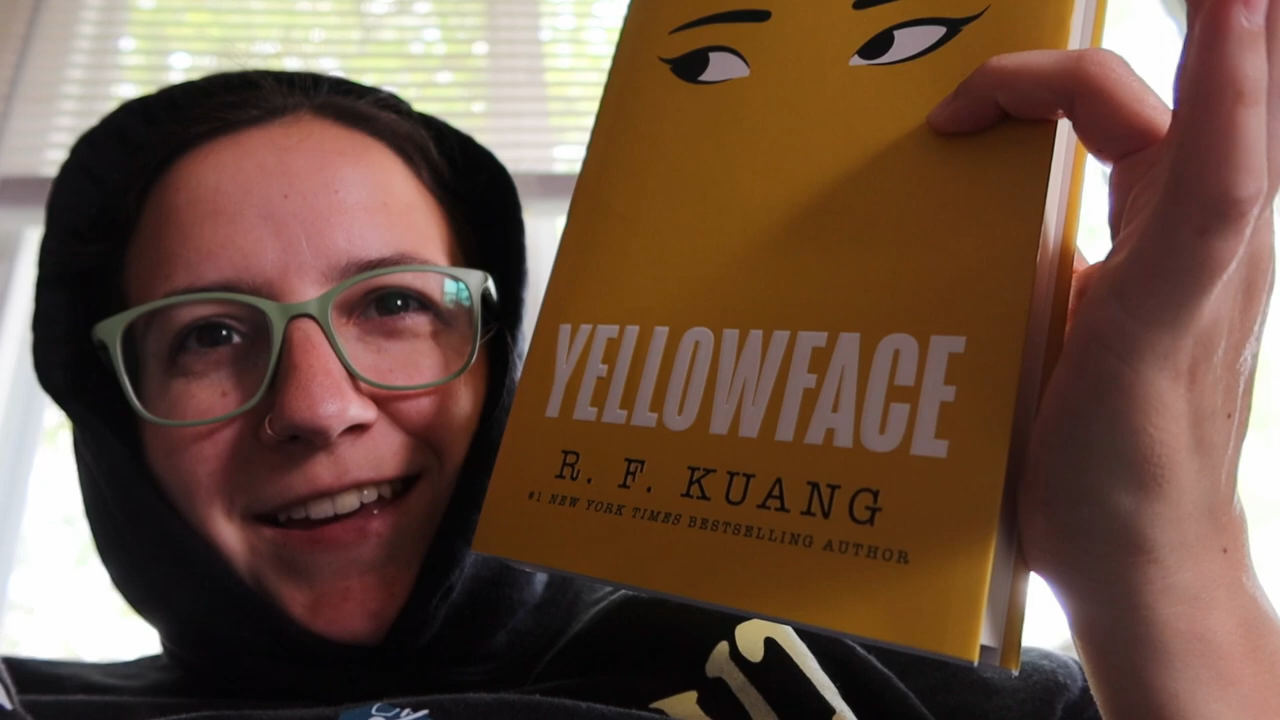 YELLOWFACE
R. F. KUANG
#1 NEW YORK TIMES BESTSELLING AUTHOR